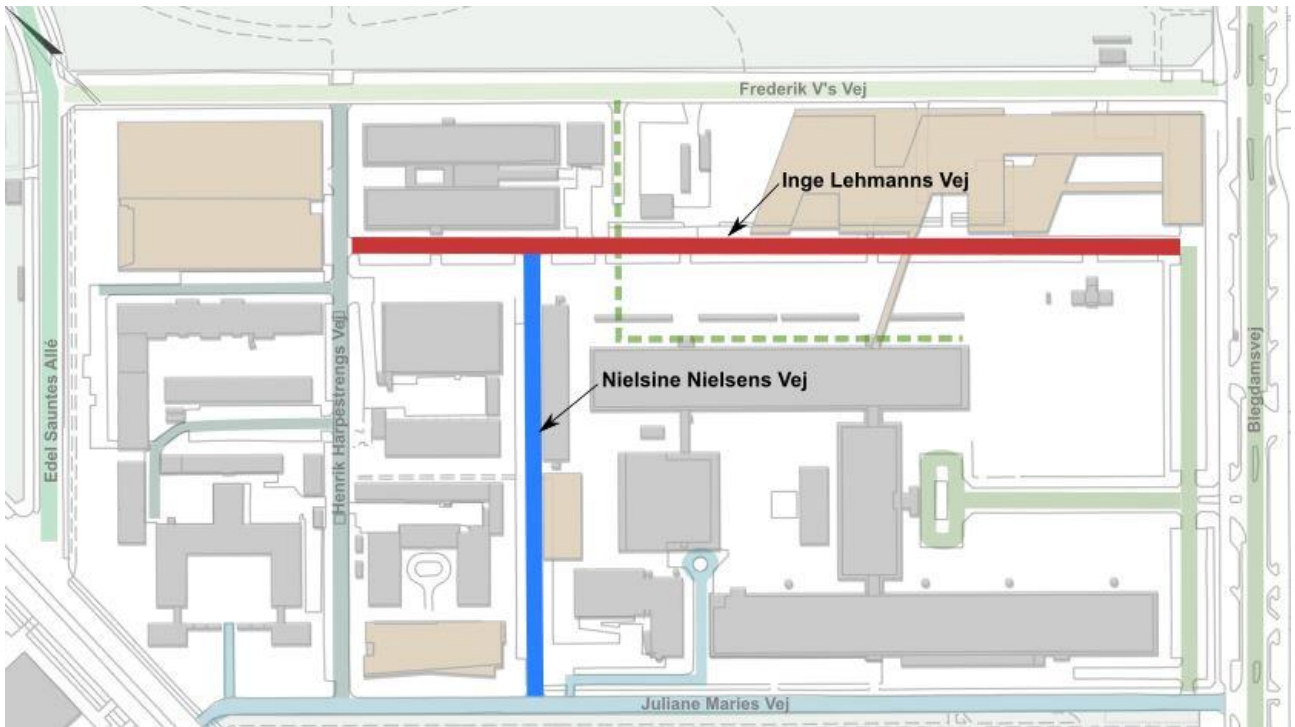 Frederik V's Vej
Inge Lehmanns Vej
Nielsine Nielsens Vej
Edel Sauntes Allé
Henrik Harpestrengs Vej
Blegdamsvej
Juliane Maries Vej